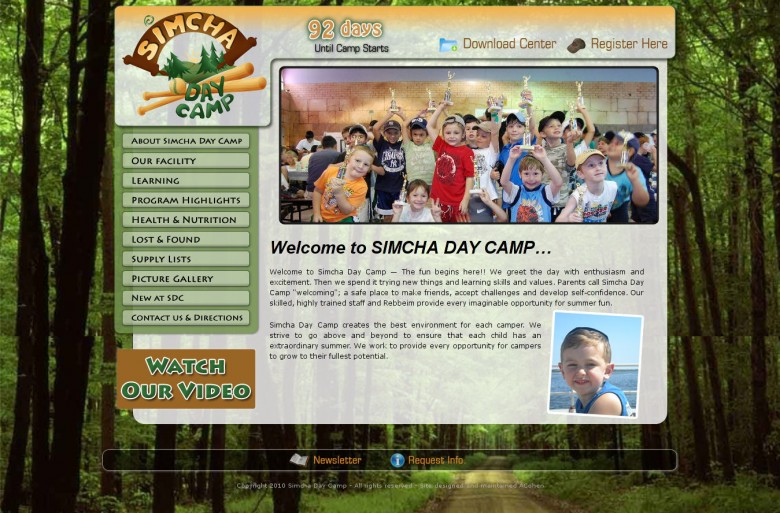 SIMCHA
DAY
CAMP
92 days
Until Camp Starts
Download Center
Register Here
About Simcha Day Camp
Our facility
Learning
Program Highlights
Health & Nutrition
Lost & Found
Supply Lists
Picture Gallery
New at SDC
Contact us & Directions
Watch
Our Video
Welcome to SIMCHA DAY CAMP...
Welcome to Simcha Day Camp — The fun begins here!! We greet the day with enthusiasm and
excitement. Then we spend it trying new things and learning skills and values. Parents call Simcha Day
Camp "welcoming"; a safe place to make friends, accept challenges and develop self-confidence. Our
skilled, highly trained staff and Rebbeim provide every imaginable opportunity for summer fun.
Simcha Day Camp creates the best environment for each camper. We
strive to go above and beyond to ensure that each child has an
extraordinary summer. We work to provide every opportunity for campers
to grow to their fullest potential.
Newsletter
Request Info.
Copyright 2010 Simcha Day Camp - All rights reserved - Site designed and maintained ACohen